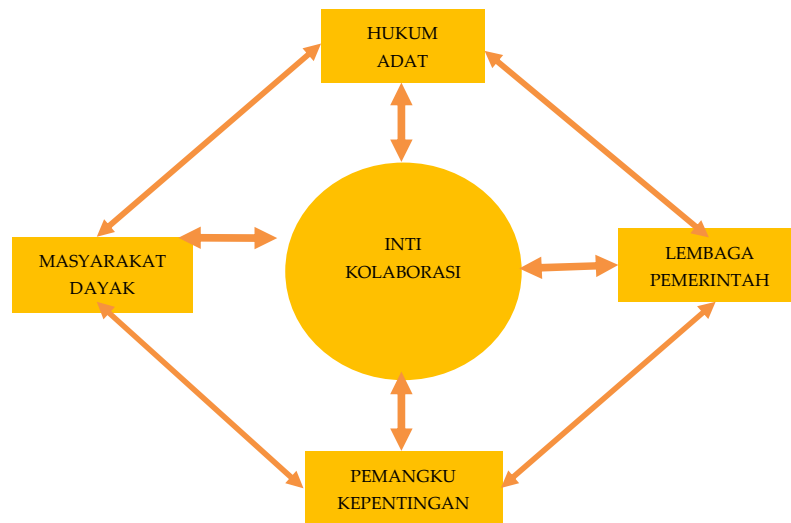 HUKUM
ADAT
MASYARAKAT
DAYAK
INTI
KOLABORASI
LEMBAGA
PEMERINTAH
PEMANGKU
KEPENTINGAN